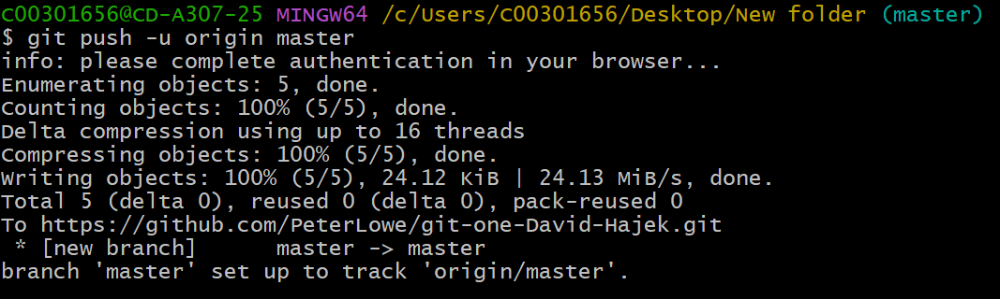 C00301656@CD-A307-25 MINGW64 /c/Users/C00301656/Desktop/New folder (master)
$ git push -u origin master
info: please complete authentication in your browser...
Enumerating objects: 5, done.
Counting objects: 100% (5/5), done.
Delta compression using up to 16 threads
Compressing objects: 100% (5/5), done.
Writing objects: 100% (5/5), 24.12 KiB | 24.13 MiB/s, done.
Total 5 (delta 0), reused 0 (delta 0), pack-reused 0
To https://github.com/PeterLowe/git-one-David-Hajek.git
 * [new branch]      master -> master
branch 'master' set up to track 'origin/master'.